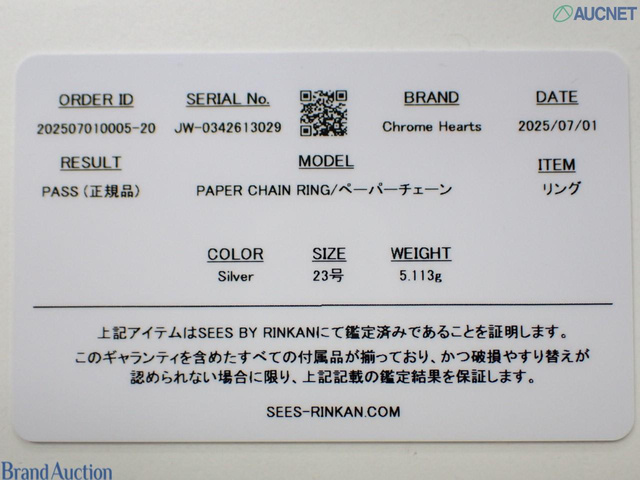 AUCNET
ORDER ID
SERIAL No.
BRAND
DATE
202507010005-20
JW-0342613029
Chrome Hearts
2025/07/01
RESULT
MODEL
ITEM
PASS (正規品)
PAPER CHAIN RING/ペーパーチェーン
リング
COLOR
SIZE
WEIGHT
Silver
23号
5.113g
上記アイテムはSEES BY RINKANにて鑑定済みであることを証明します。
このギャランティを含めたすべての付属品が揃っており、かつ破損やすり替えが
認められない場合に限り、上記記載の鑑定結果を保証します。
SEES-RINKAN.COM
Brand Auction